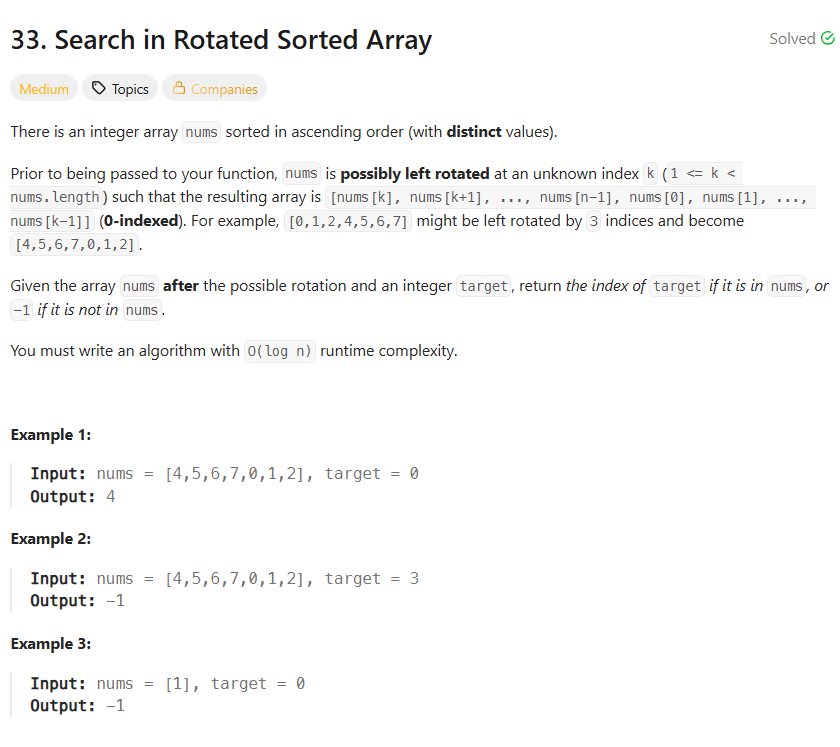 33. Search in Rotated Sorted Array
Solved
Medium Topics Companies
There is an integer array nums sorted in ascending order (with distinct values).
Prior to being passed to your function, nums is possibly left rotated at an unknown index k (1 <= k <
nums.length) such that the resulting array is [nums[k], nums[k+1], ..., nums[n-1], nums[0], nums[1], ...,
nums[k-1]] (0-indexed). For example, [0,1,2,4,5,6,7] might be left rotated by 3 indices and become
[4,5,6,7,0,1,2].
Given the array nums after the possible rotation and an integer target, return the index of target if it is in nums, or
-1 if it is not in nums.
You must write an algorithm with O(log n) runtime complexity.
Example 1:
Input: nums = [4,5,6,7,0,1,2], target = 0
Output: 4
Example 2:
Input: nums = [4,5,6,7,0,1,2], target = 3
Output: -1
Example 3:
Input: nums = [1], target = 0
Output: -1